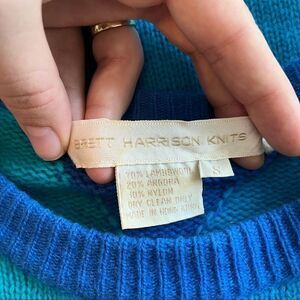 BRETT HARRISON KNITS
S
70% LAMBSWOOL
20% ANGORA
10% NYLON
DRY CLEAN ONLY
MADE IN HONG KONG